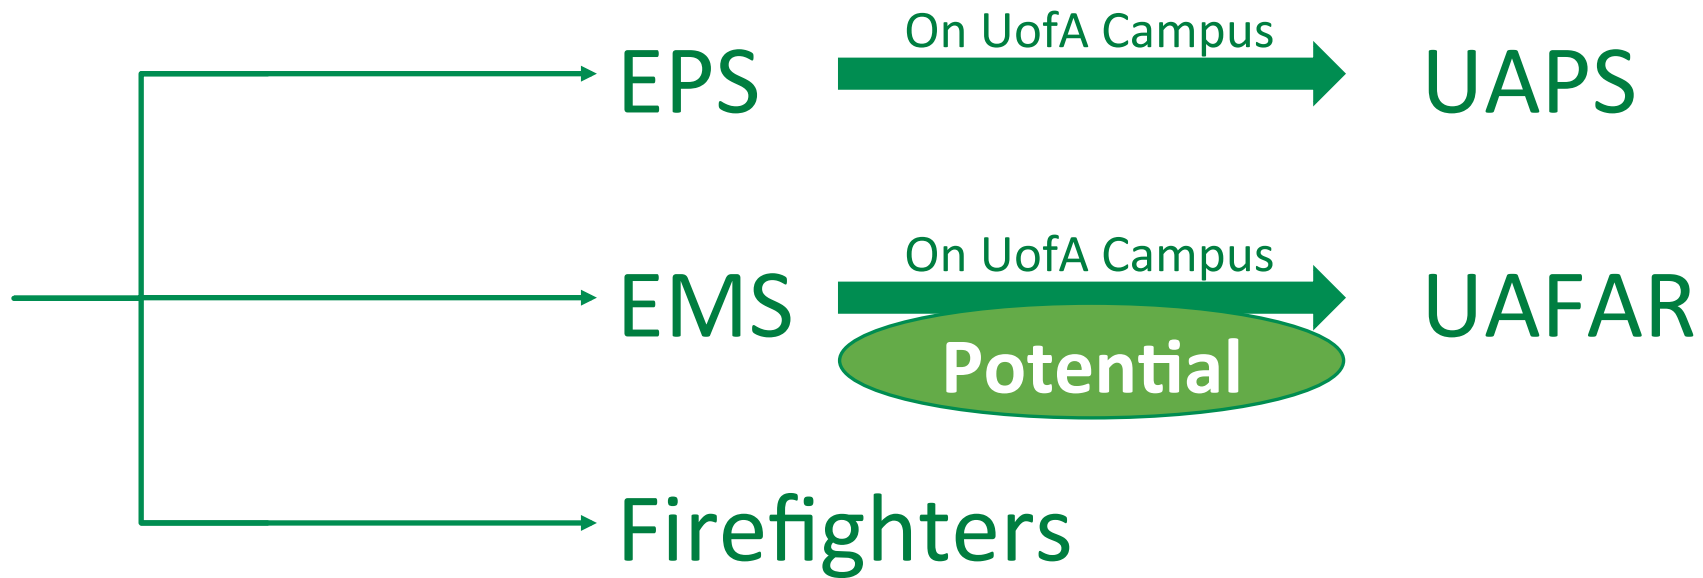 On UofA Campus
EPS
UAPS
On UofA Campus
EMS
UAFAR
Potential
Firefighters